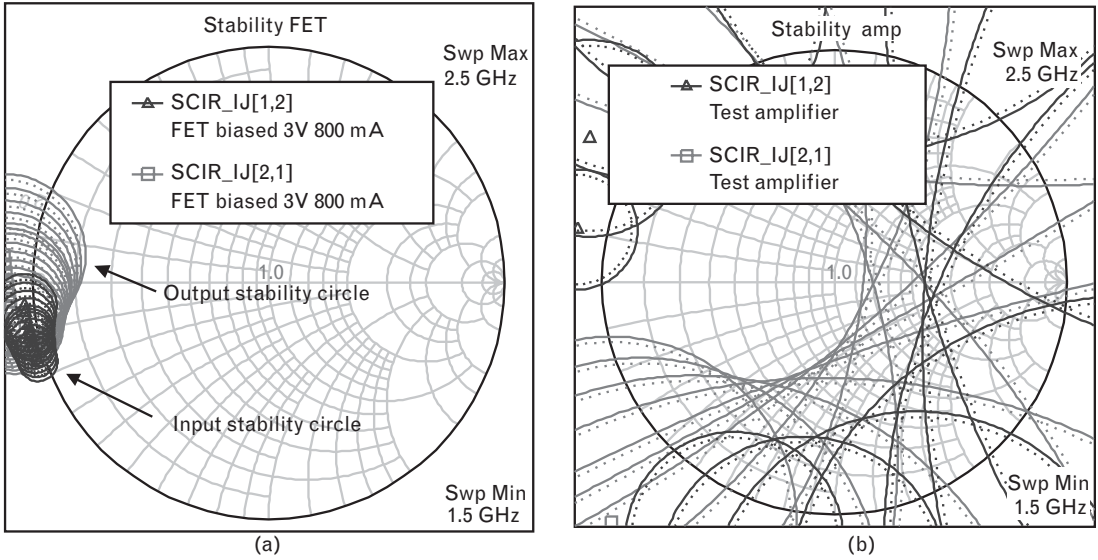 Stability FET
Swp Max
2.5 GHz
SCIR_IJ[1,2]
FET biased 3V 800 mA
SCIR_IJ[2,1]
FET biased 3V 800 mA
1.0
Output stability circle
Input stability circle
Swp Min
1.5 GHz
(a)
Stability amp
Swp Max
2.5 GHz
SCIR_IJ[1,2]
Test amplifier
SCIR_IJ[2,1]
Test amplifier
1.0
Swp Min
1.5 GHz
(b)